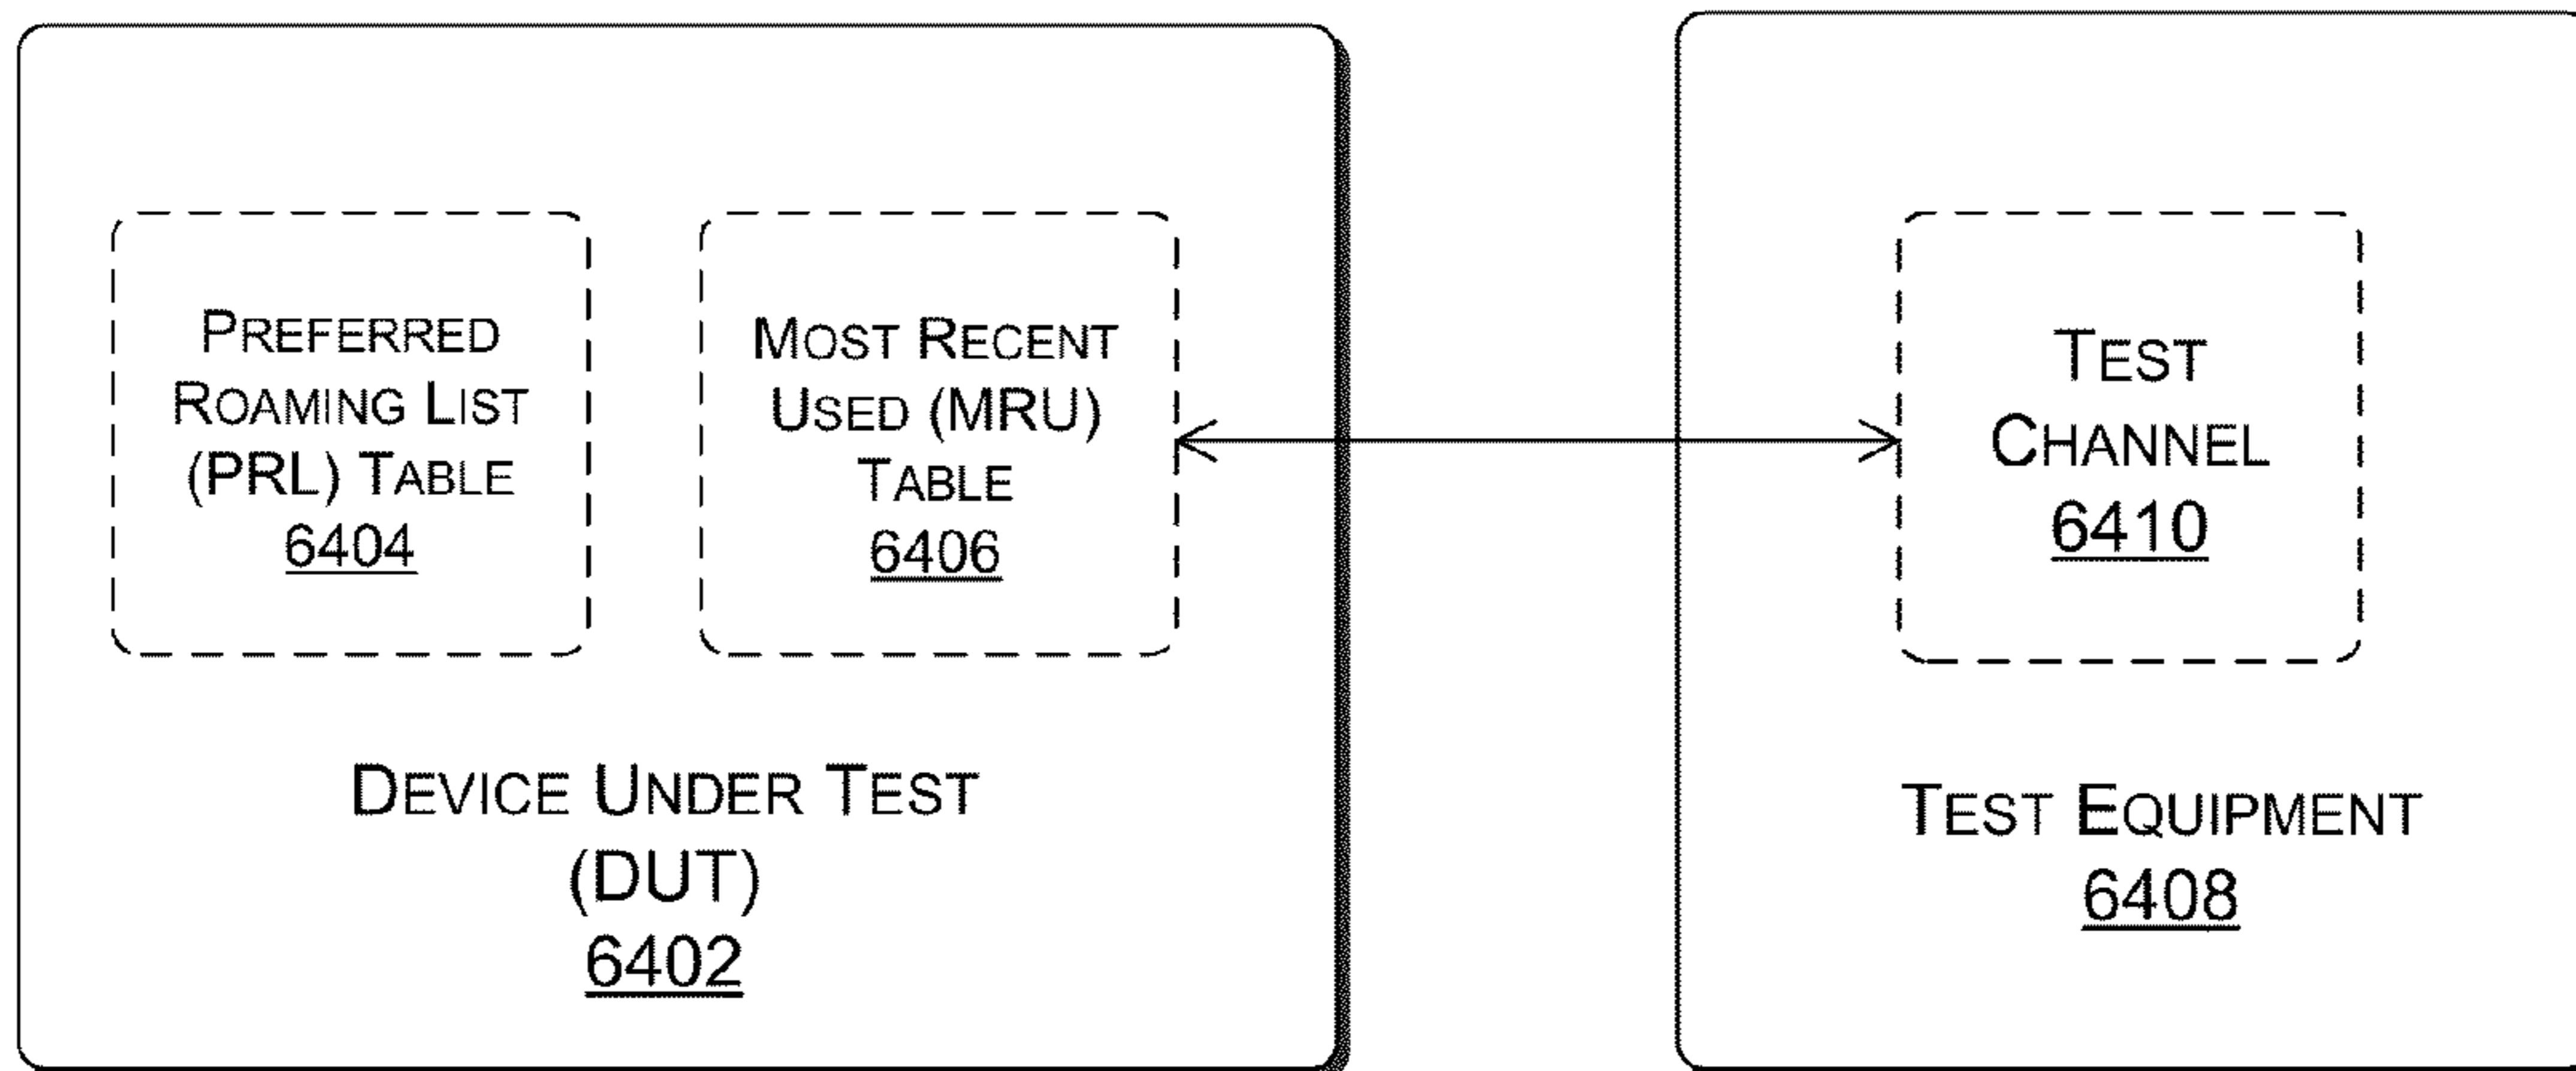 PREFERRED
ROAMING LIST
(PRL) TABLE
6404
MOST RECENT
USED (MRU)
TABLE
6406
DEVICE UNDER TEST
(DUT)
6402
TEST
CHANNEL
6410
TEST EQUIPMENT
6408